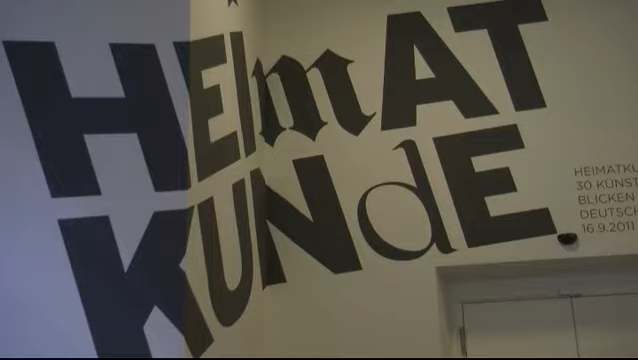 HEImAT
KUNdE
HEIMATKU
30 KÜNST
BLICKEN
DEUTSCH
16.9.2011